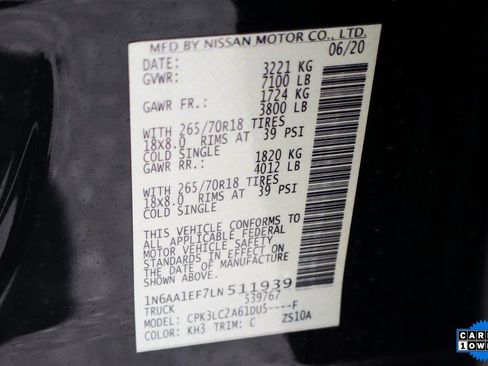 MFD BY NISSAN MOTOR CO., LTD.
DATE: 06/20
GVWR: 3221 KG
7100 LB
GAWR FR.: 1724 KG
3800 LB
WITH 265/70R18 TIRES
18X8.0 RIMS AT 39 PSI
COLD SINGLE
GAWR RR.: 1820 KG
4012 LB
WITH 265/70R18 TIRES
18X8.0 RIMS AT 39 PSI
COLD SINGLE
THIS VEHICLE CONFORMS TO
ALL APPLICABLE FEDERAL
MOTOR VEHICLE SAFETY
STANDARDS IN EFFECT ON
THE DATE OF MANUFACTURE
SHOWN ABOVE.
1N6AA1EF7LN511939
TRUCK 539767
MODEL: CPK3LC2A61DU5----F
COLOR: KH3 TRIM: C ZS10A
1 OWN